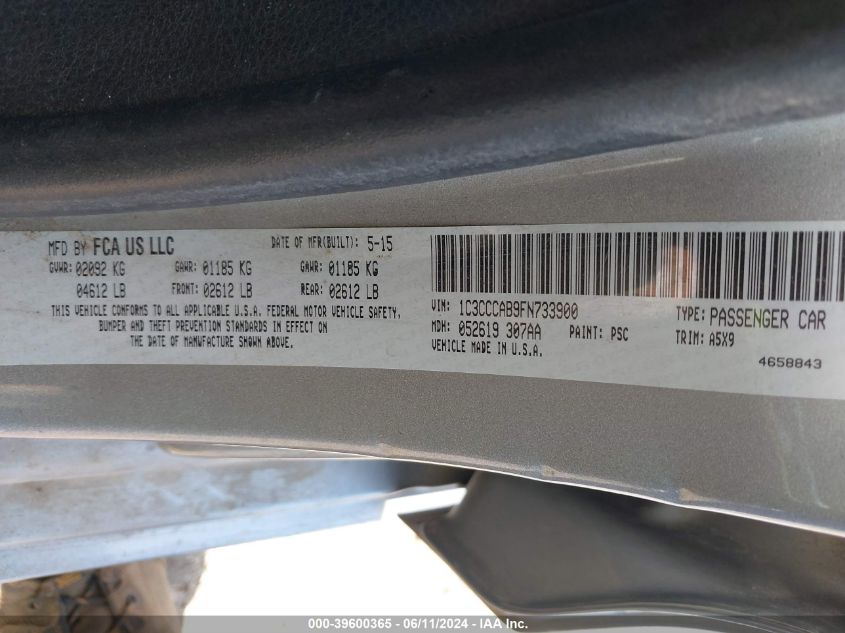 MFD BY FCA US LLC DATE OF MFR(BUILT): 5-15
GVWR: 02092 KG GAWR: 01185 KG GAWR: 01185 KG
04612 LB FRONT: 02612 LB REAR: 02612 LB
THIS VEHICLE CONFORMS TO ALL APPLICABLE U.S.A. FEDERAL MOTOR VEHICLE SAFETY,
BUMPER AND THEFT PREVENTION STANDARDS IN EFFECT ON
THE DATE OF MANUFACTURE SHOWN ABOVE.
VIN: 1C3CCCAB9FN733900 TYPE: PASSENGER CAR
MDH: 052619 307AA PAINT: PSC TRIM: A5X9
VEHICLE MADE IN U.S.A.
4658843
000-39600365 - 06/11/2024 - IAA Inc.